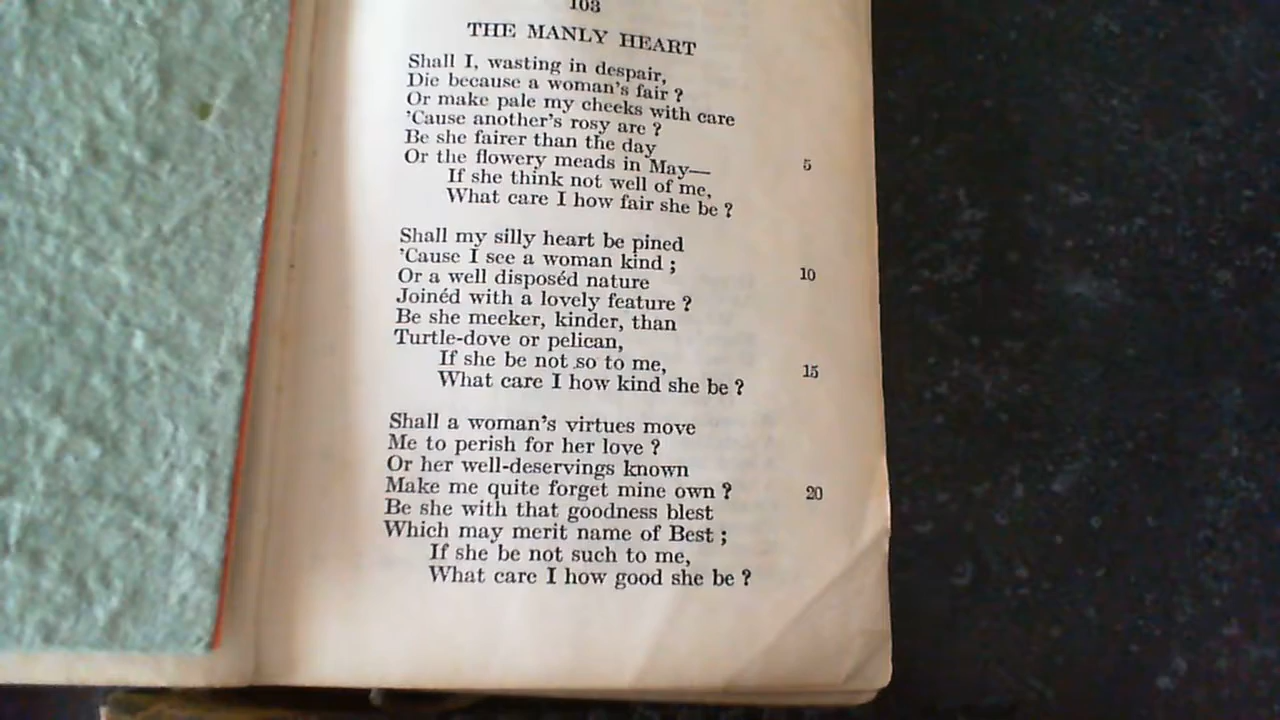 103
THE MANLY HEART
Shall I, wasting in despair,
Die because a woman's fair ?
Or make pale my cheeks with care
'Cause another's rosy are ?
Be she fairer than the day
5
Or the flowery meads in May—
If she think not well of me,
What care I how fair she be ?
Shall my silly heart be pined
'Cause I see a woman kind ;
10
Or a well disposéd nature
Joinéd with a lovely feature ?
Be she meeker, kinder, than
Turtle-dove or pelican,
If she be not so to me,
15
What care I how kind she be ?
Shall a woman's virtues move
Me to perish for her love ?
Or her well-deservings known
Make me quite forget mine own ?
20
Be she with that goodness blest
Which may merit name of Best ;
If she be not such to me,
What care I how good she be ?